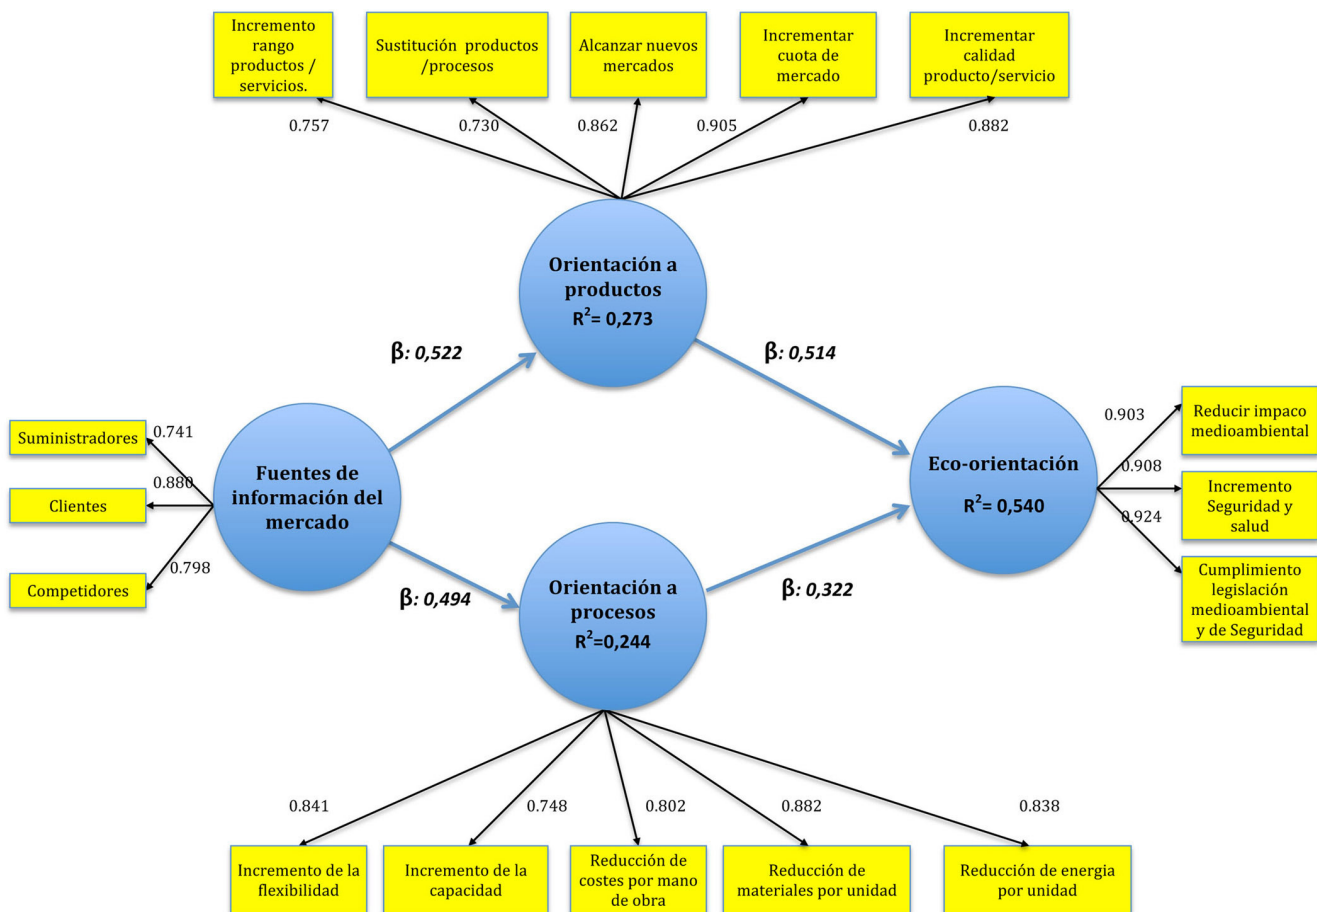 Incremento
rango
productos /
servicios.
Sustitución productos
/procesos
Alcanzar nuevos
mercados
Incrementar
cuota de
mercado
Incrementar
calidad
producto/servicio
0.757
0.730
0.862
0.905
0.882
Orientación a
productos
R²= 0,273
β: 0,522
β: 0,514
Suministradores
Clientes
Competidores
0.741
0.880
0.798
Fuentes de
información del
mercado
Eco-orientación
R²= 0,540
0.903
0.908
0.924
Reducir impaco
medioambiental
Incremento
Seguridad y
salud
Cumplimiento
legislación
medioambiental
y de Seguridad
β: 0,494
β: 0,322
Orientación a
procesos
R²=0,244
0.841
0.748
0.802
0.882
0.838
Incremento de la
flexibilidad
Incremento de la
capacidad
Reducción de
costes por mano
de obra
Reducción de
materiales por unidad
Reducción de energia
por unidad